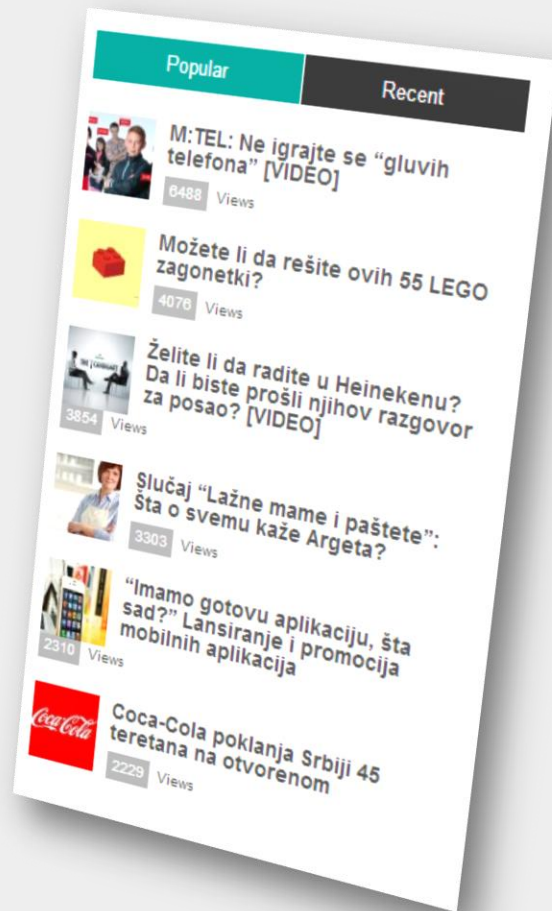 Popular
Recent
M:TEL: Ne igrajte se “gluvih
telefona” [VIDEO]
6488 Views
Možete li da rešite ovih 55 LEGO
zagonetki?
4076 Views
Želite li da radite u Heinekenu?
Da li biste prošli njihov razgovor
za posao? [VIDEO]
3854 Views
Slučaj “Lažne mame i paštete”:
Šta o svemu kaže Argeta?
3303 Views
“Imamo gotovu aplikaciju, šta
sad?” Lansiranje i promocija
mobilnih aplikacija
2310 Views
Coca-Cola
Coca-Cola poklanja Srbiji 45
teretana na otvorenom
2229 Views